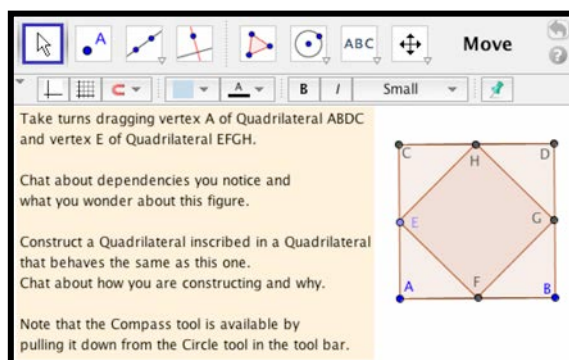 A
ABC
Move
A
B
I
Small
Take turns dragging vertex A of Quadrilateral ABDC
and vertex E of Quadrilateral EFGH.
Chat about dependencies you notice and
what you wonder about this figure.
Construct a Quadrilateral inscribed in a Quadrilateral
that behaves the same as this one.
Chat about how you are constructing and why.
Note that the Compass tool is available by
pulling it down from the Circle tool in the tool bar.
C
H
D
E
G
A
F
B